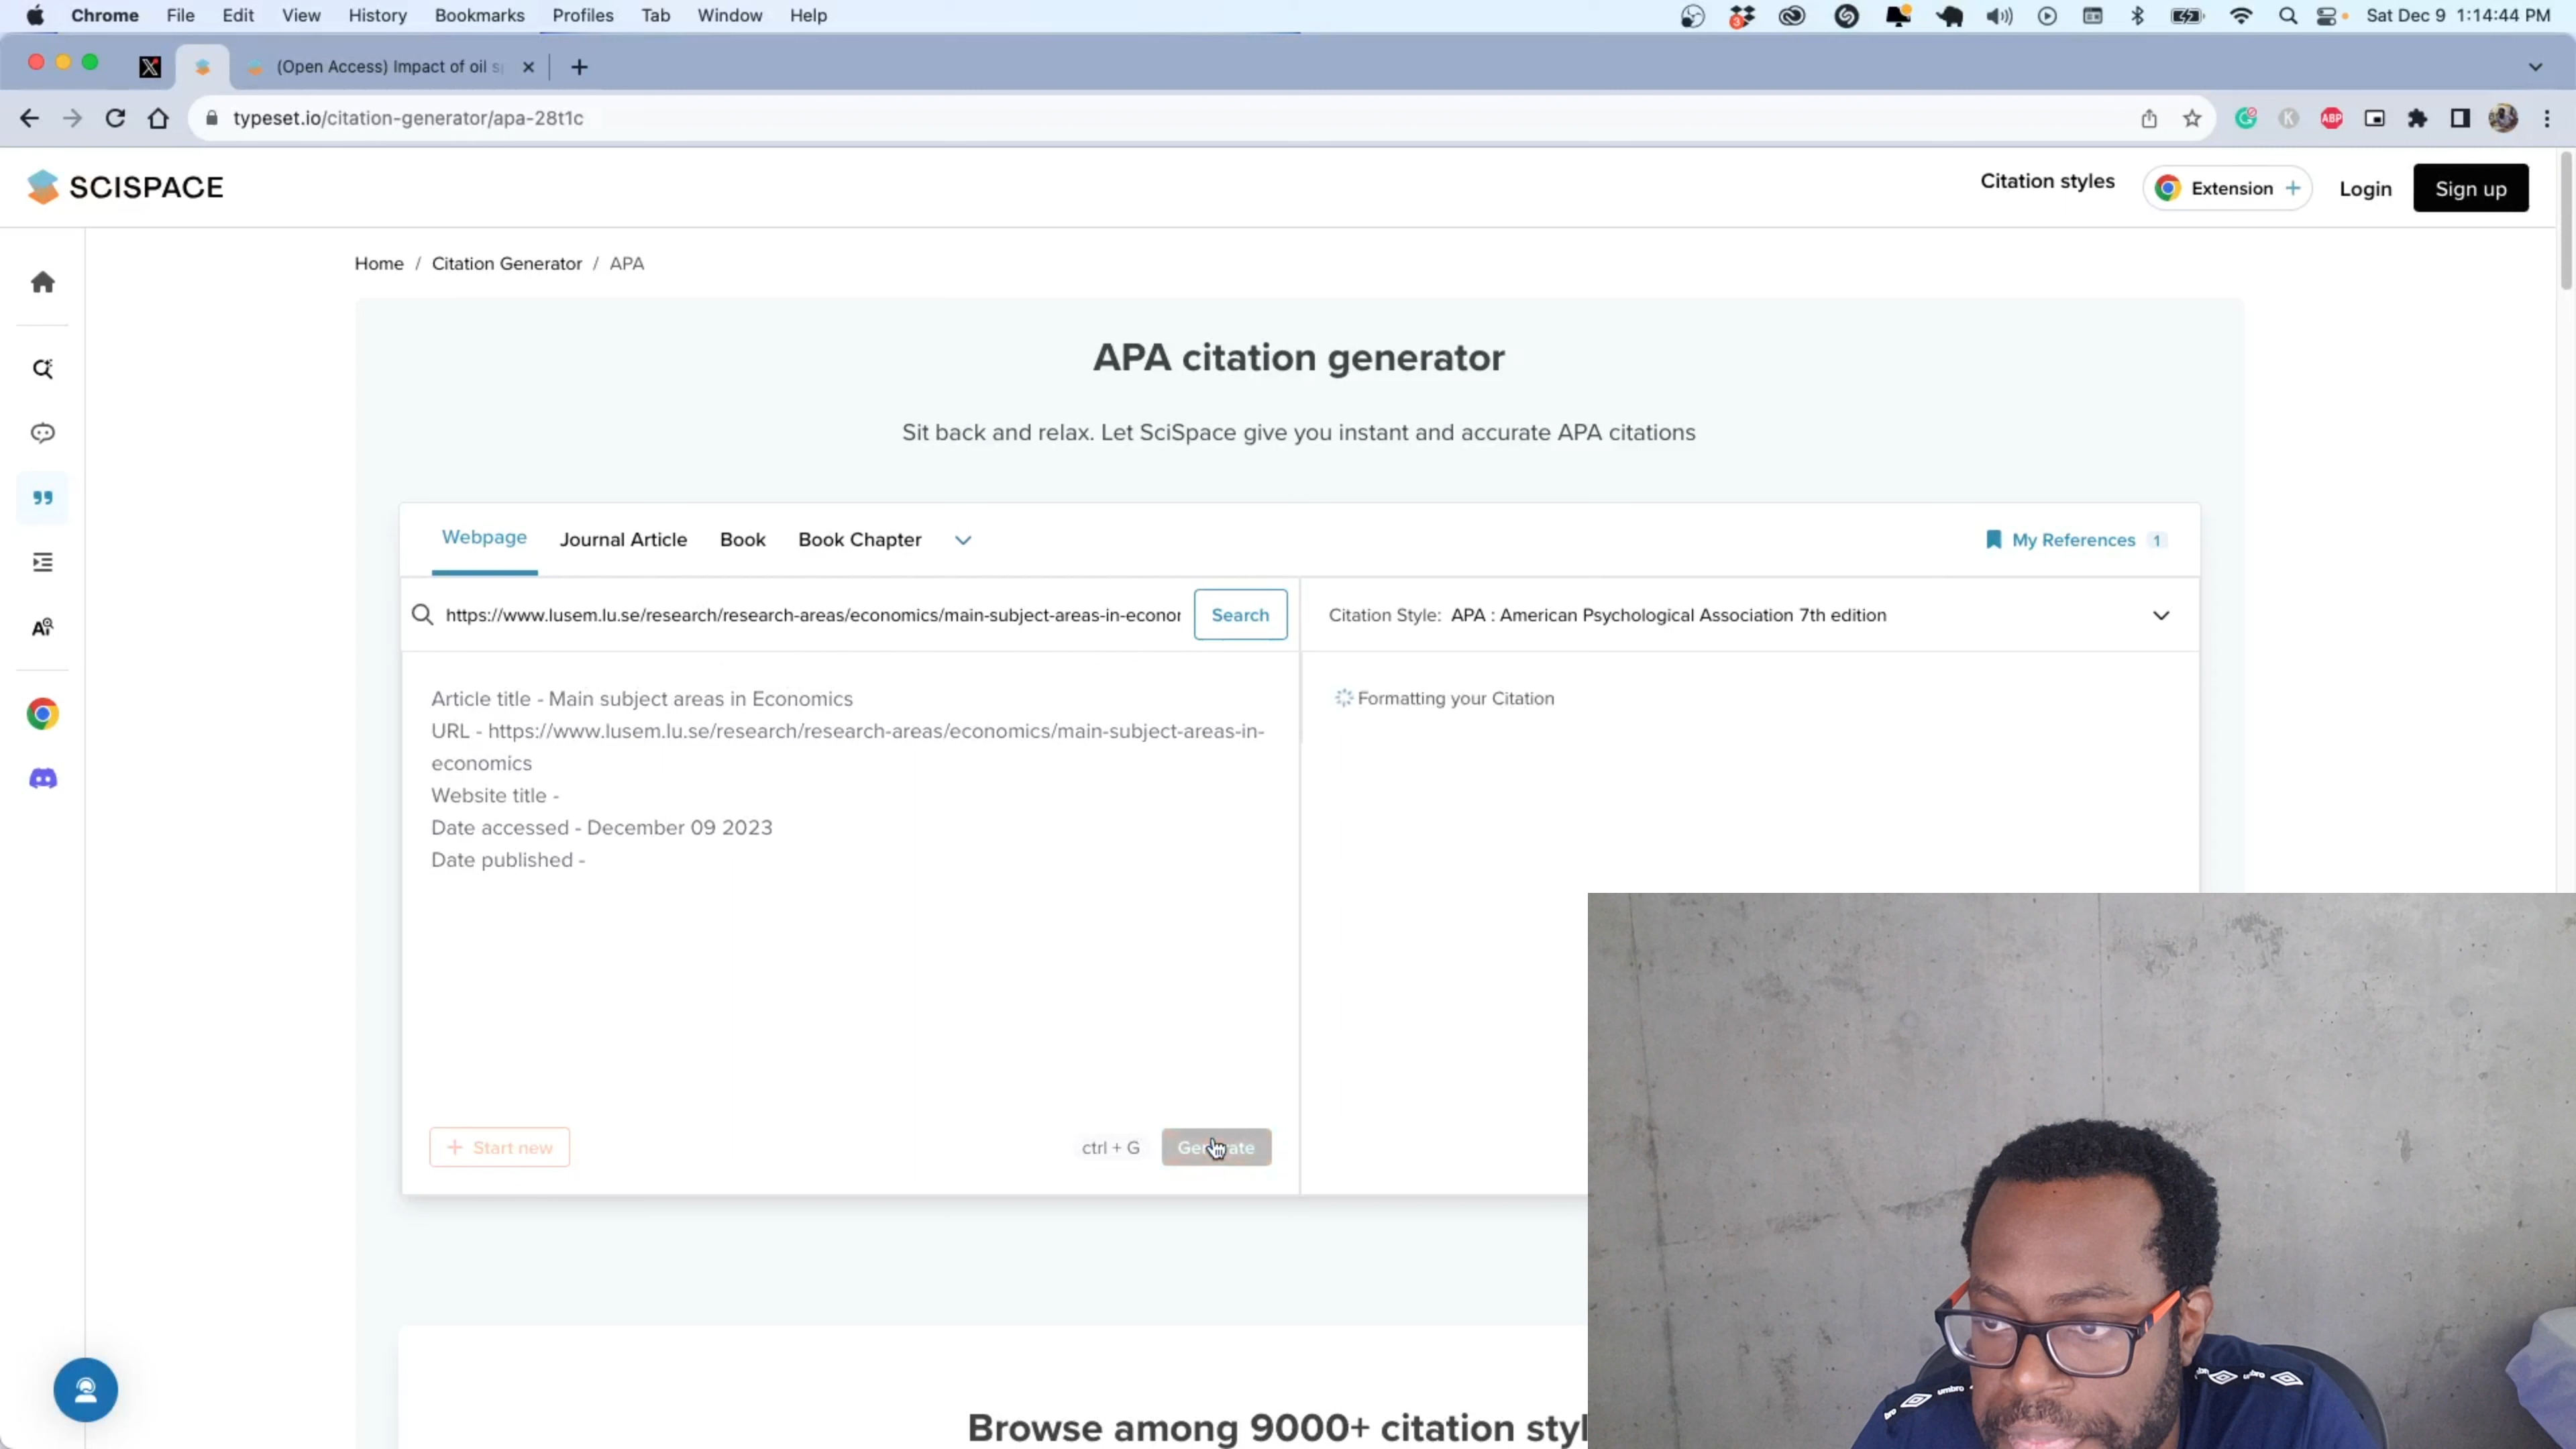 Chrome File Edit View History Bookmarks Profiles Tab Window Help
3
Sat Dec 9 1:14:44 PM
(Open Access) Impact of oil s
typeset.io/citation-generator/apa-28t1c
K
ABP
SCISPACE
Citation styles
Extension +
Login
Sign up
Home / Citation Generator / APA
APA citation generator
Sit back and relax. Let SciSpace give you instant and accurate APA citations
Webpage
Journal Article
Book
Book Chapter
My References 1
https://www.lusem.lu.se/research/research-areas/economics/main-subject-areas-in-econor
Search
Citation Style: APA : American Psychological Association 7th edition
Article title - Main subject areas in Economics
URL - https://www.lusem.lu.se/research/research-areas/economics/main-subject-areas-in-
economics
Website title -
Date accessed - December 09 2023
Date published -
Formatting your Citation
+ Start new
ctrl + G
Generate
Browse among 9000+ citation styl
umbro